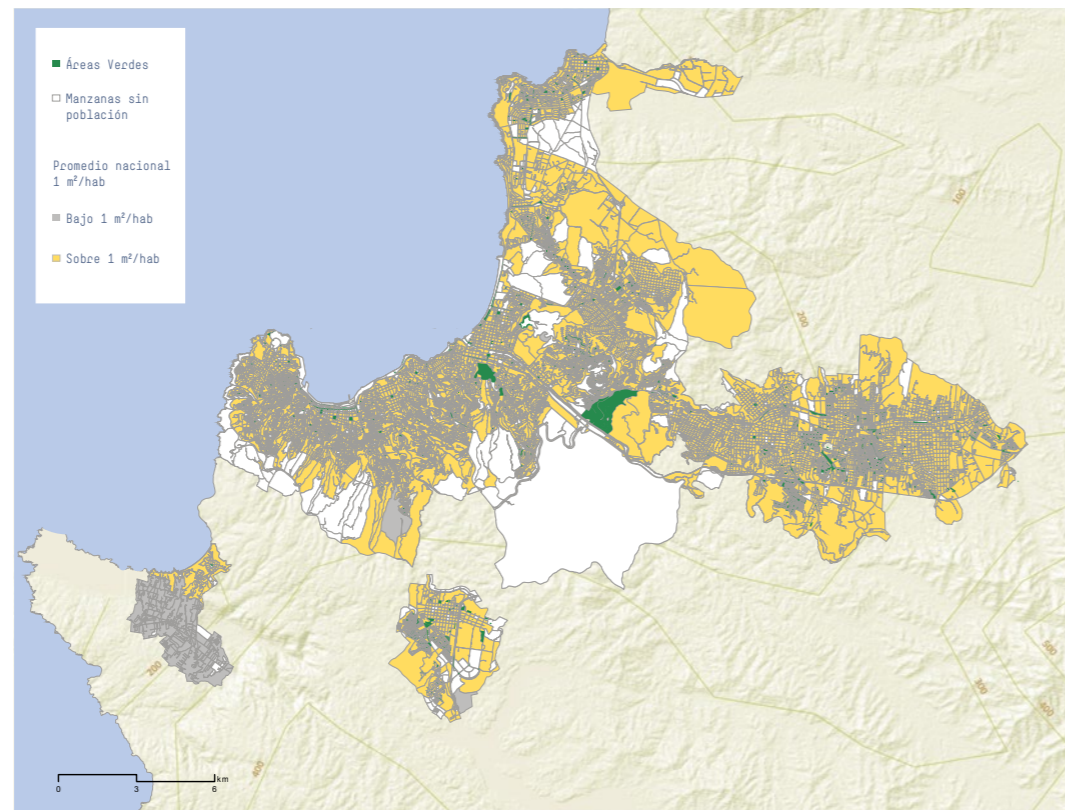 Áreas Verdes
Manzanas sin
población
Promedio nacional
1 m²/hab
Bajo 1 m²/hab
Sobre 1 m²/hab
100
200
200
300
400
500
400
km
0 3 6